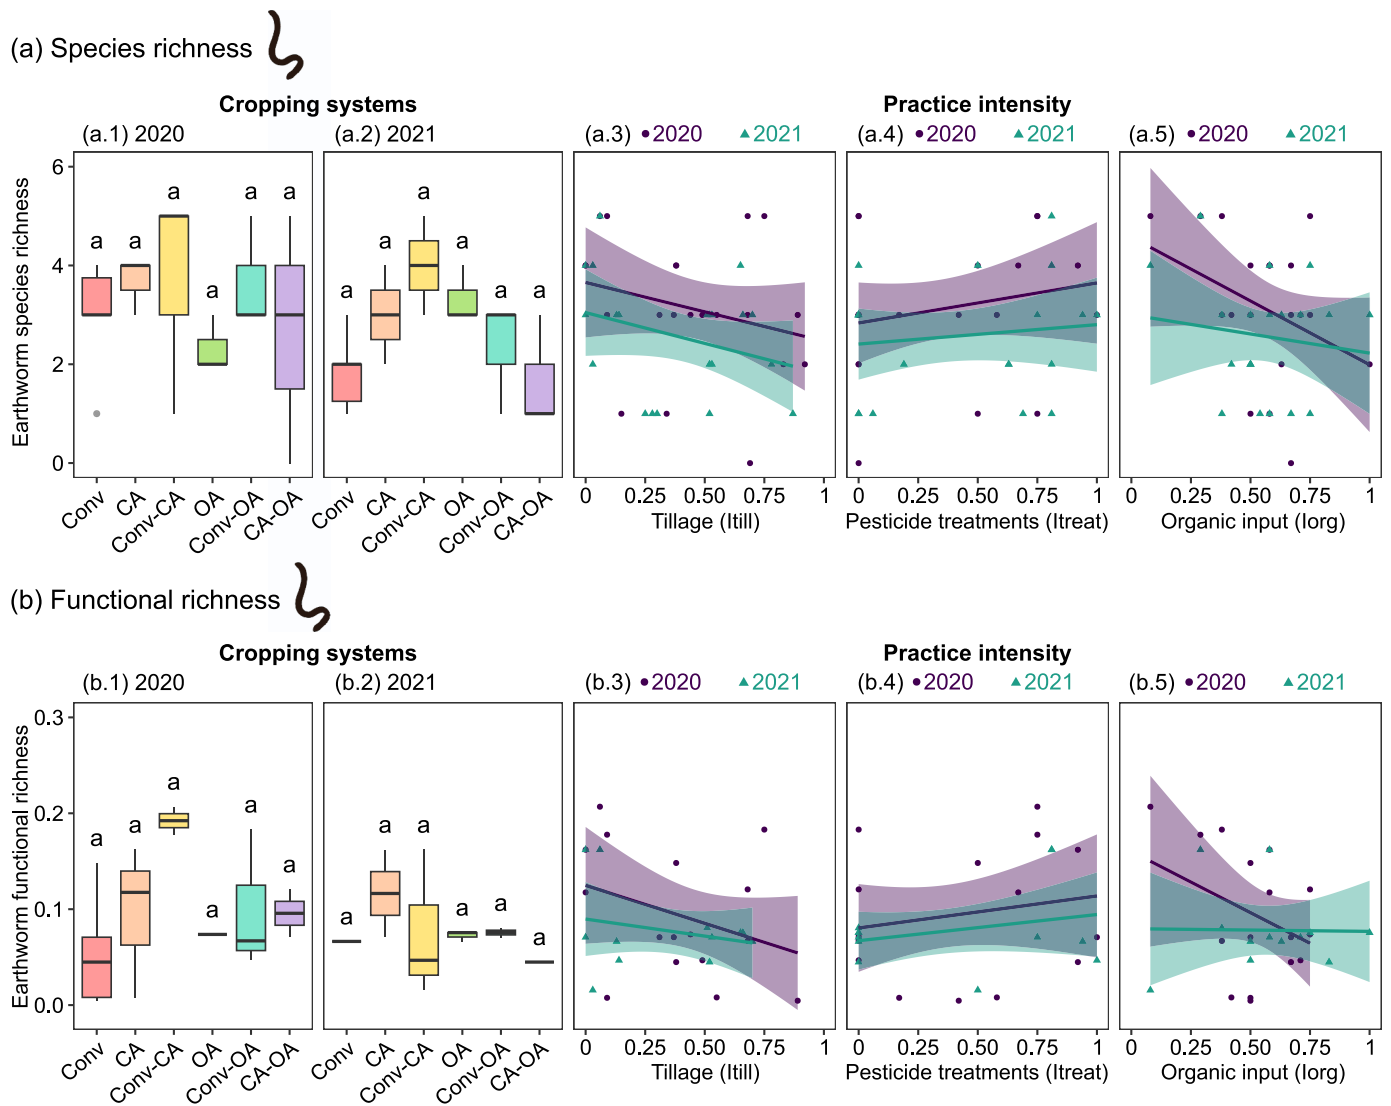 (a) Species richness
Cropping systems
Practice intensity
(a.1) 2020
(a.2) 2021
(a.3) 2020 2021
(a.4) 2020 2021
(a.5) 2020 2021
Earthworm species richness
6
4
2
0
a a a a a a
a a a a a a
Conv CA Conv-CA OA Conv-OA CA-OA
Conv CA Conv-CA OA Conv-OA CA-OA
0 0.25 0.50 0.75 1
Tillage (Itill)
0 0.25 0.50 0.75 1
Pesticide treatments (Itreat)
0 0.25 0.50 0.75 1
Organic input (Iorg)
(b) Functional richness
Cropping systems
Practice intensity
(b.1) 2020
(b.2) 2021
(b.3) 2020 2021
(b.4) 2020 2021
(b.5) 2020 2021
Earthworm functional richness
0.3
0.2
0.1
0.0
a a a a a a
a a a a a a
Conv CA Conv-CA OA Conv-OA CA-OA
Conv CA Conv-CA OA Conv-OA CA-OA
0 0.25 0.50 0.75 1
Tillage (Itill)
0 0.25 0.50 0.75 1
Pesticide treatments (Itreat)
0 0.25 0.50 0.75 1
Organic input (Iorg)